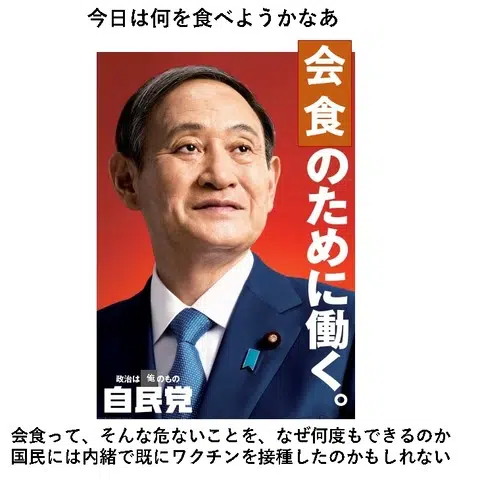 今日は何を食べようかなあ
会食のために働く。
政治は俺のもの
自民党
会食って、そんな危ないことを、なぜ何度もできるのか
国民には内緒で既にワクチンを接種したのかもしれない